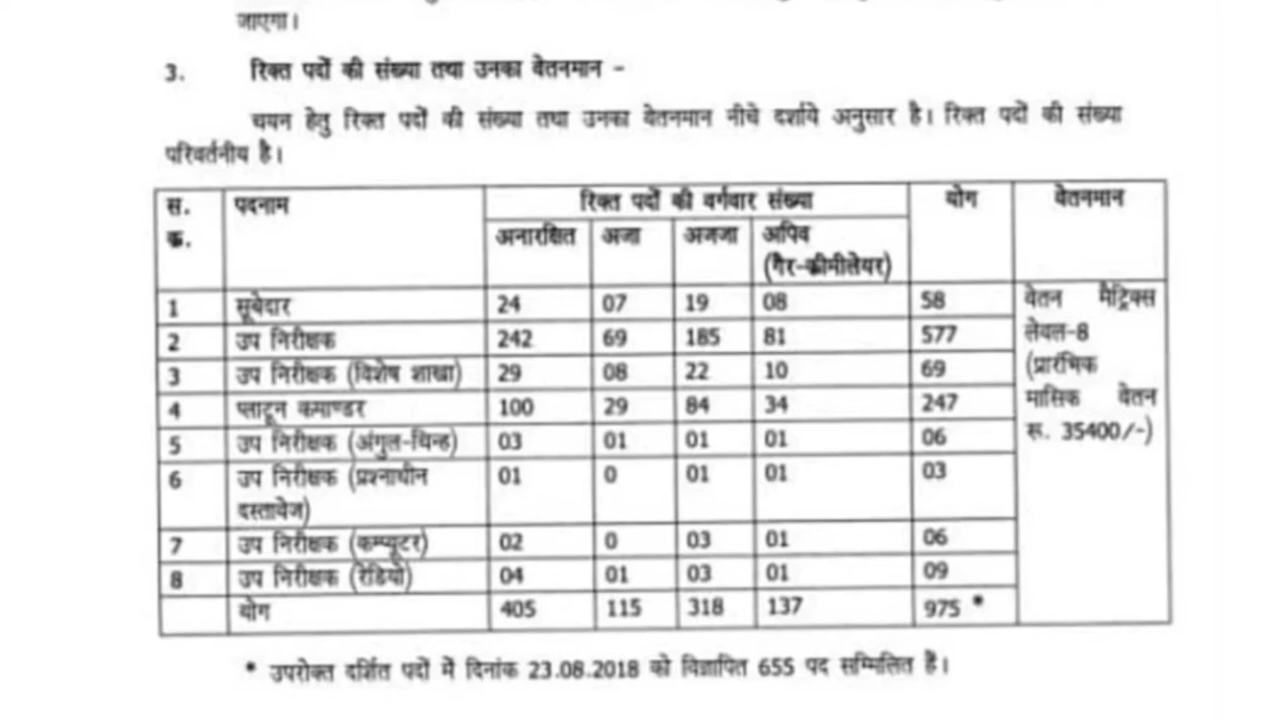 जाएगा।
3. रिक्त पदों की संख्या तथा उनका वेतनमान –
चयन हेतु रिक्त पदों की संख्या तथा उनका वेतनमान नीचे दर्शाये अनुसार है। रिक्त पदों की संख्या
परिवर्तनीय है।
स. क्र. पदनाम रिक्त पदों की वर्गवार संख्या योग वेतनमान
अनारक्षित अजा अजजा अपिव (गैर-क्रीमीलेयर)
1 सूबेदार 24 07 19 08 58 वेतन मैट्रिक्स
2 उप निरीक्षक 242 69 185 81 577 लेवल-8
3 उप निरीक्षक (विशेष शाखा) 29 08 22 10 69 (प्रारंभिक
4 प्लाटून कमाण्डर 100 29 84 34 247 मासिक वेतन
5 उप निरीक्षक (अंगुल-चिन्ह) 03 01 01 01 06 रू. 35400/-)
6 उप निरीक्षक (प्रश्नाधीन 01 0 01 01 03
दस्तावेज)
7 उप निरीक्षक (कम्प्यूटर) 02 0 03 01 06
8 उप निरीक्षक (रेडियो) 04 01 03 01 09
योग 405 115 318 137 975 *
* उपरोक्त दर्शित पदों में दिनांक 23.08.2018 को विज्ञापित 655 पद सम्मिलित हैं।